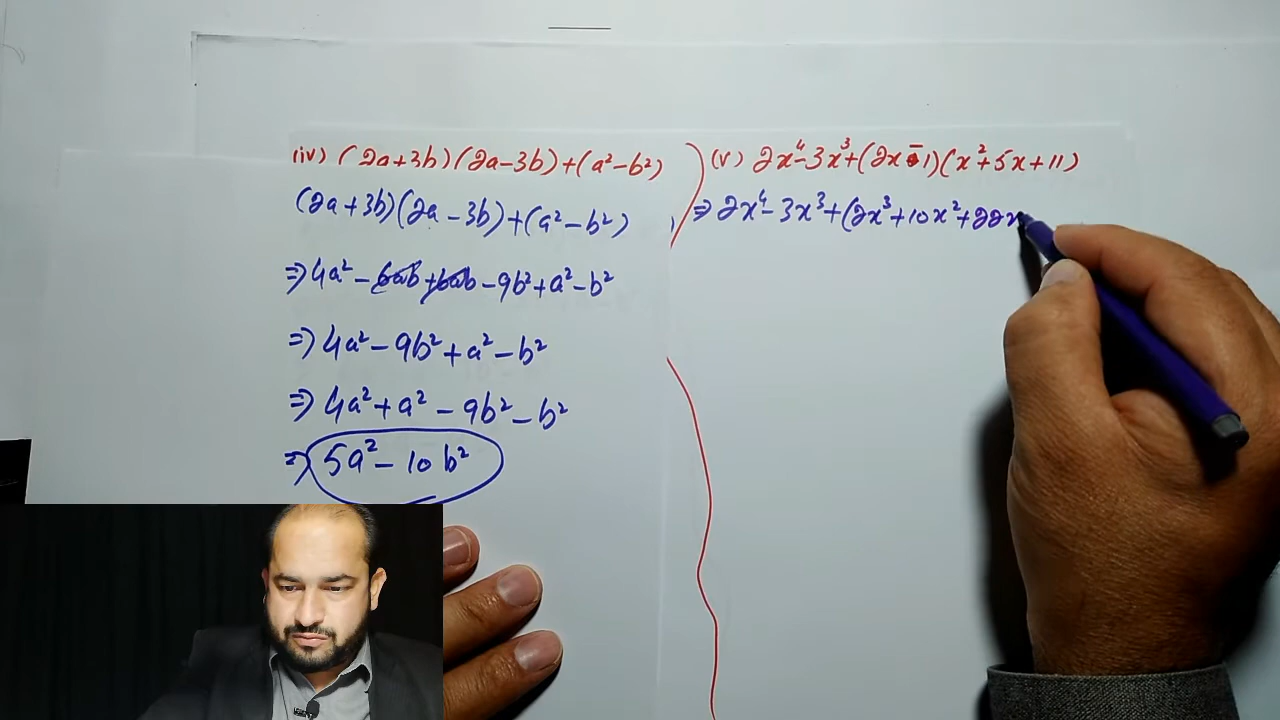 (iv) (2a+3b)(2a-3b)+(a²-b²)
(2a+3b)(2a-3b)+(a²-b²)
⇒ 4a² - 6ab + 6ab - 9b² + a² - b²
⇒ 4a² - 9b² + a² - b²
⇒ 4a² + a² - 9b² - b²
⇒ 5a² - 10b²
(v) 2x⁴-3x³+(2x-1)(x²+5x+11)
⇒ 2x⁴-3x³+(2x³+10x²+22x